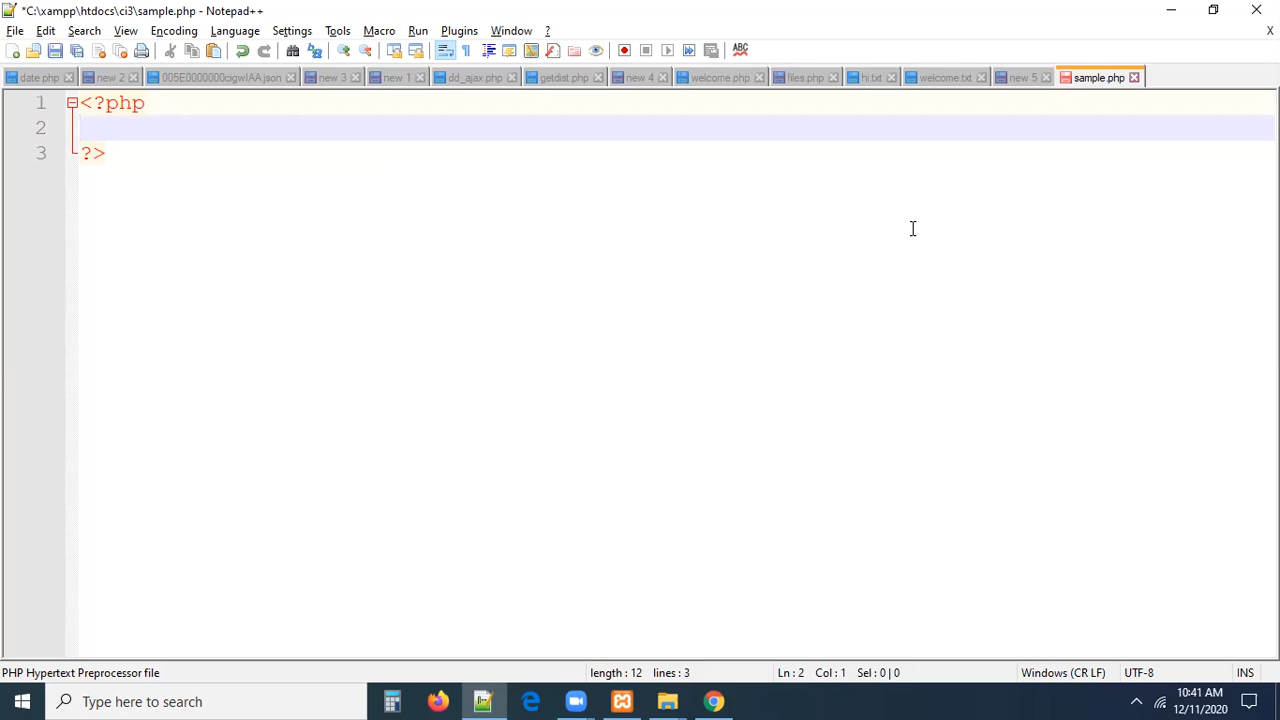 *C:\xampp\htdocs\ci3\sample.php - Notepad++
File Edit Search View Encoding Language Settings Tools Macro Run Plugins Window ? X
ABC
date.php new 2 005E0000000cigwIAA.json new 3 new 1 dd_ajax.php getdist.php new 4 welcome.php files.php hi.txt welcome.txt new 5 sample.php
1 <?php
2
3 ?>
PHP Hypertext Preprocessor file length : 12 lines : 3 Ln : 2 Col : 1 Sel : 0 | 0 Windows (CR LF) UTF-8 INS
Type here to search 10:41 AM
12/11/2020